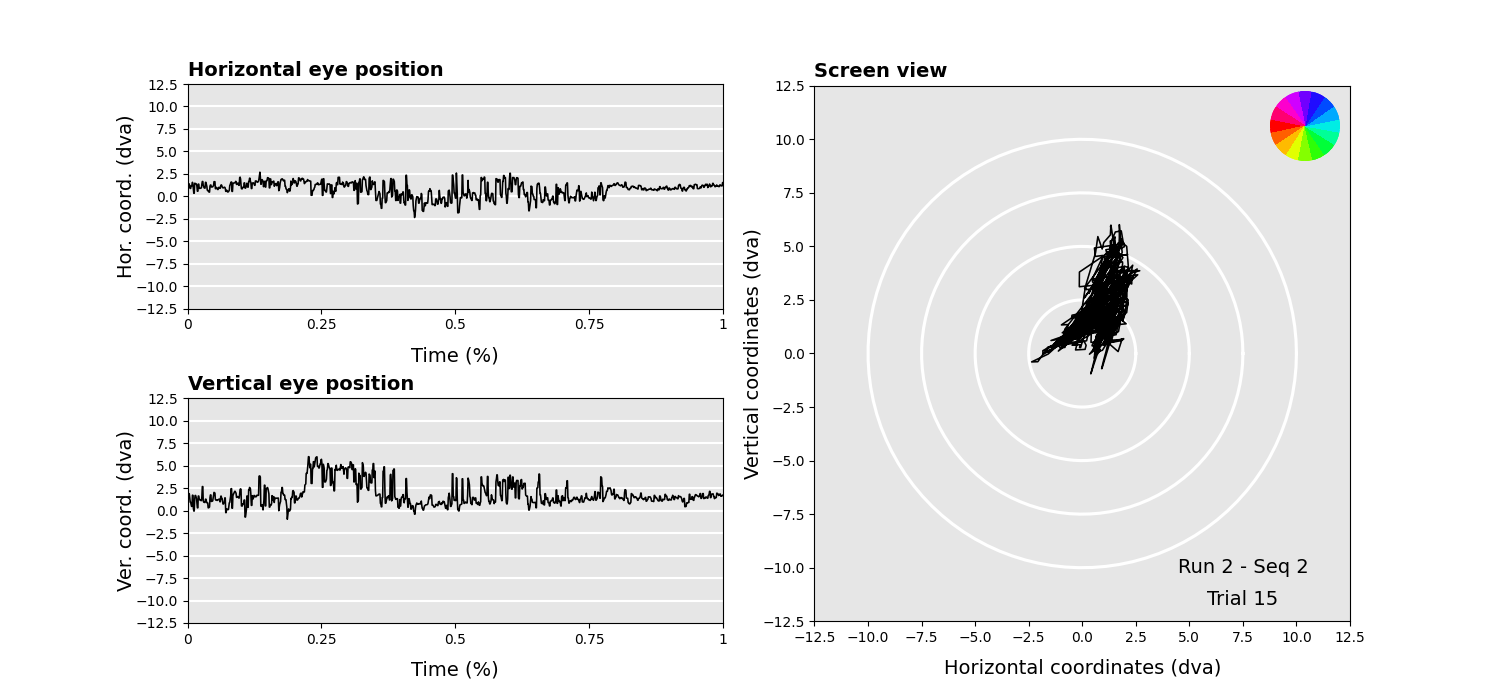 Horizontal eye position
Hor. coord. (dva)
12.5
10.0
7.5
5.0
2.5
0.0
−2.5
−5.0
−7.5
−10.0
−12.5
0 0.25 0.5 0.75 1
Time (%)
Vertical eye position
Ver. coord. (dva)
12.5
10.0
7.5
5.0
2.5
0.0
−2.5
−5.0
−7.5
−10.0
−12.5
0 0.25 0.5 0.75 1
Time (%)
Screen view
Vertical coordinates (dva)
12.5
10.0
7.5
5.0
2.5
0.0
−2.5
−5.0
−7.5
−10.0
−12.5
Run 2 - Seq 2
Trial 15
−12.5 −10.0 −7.5 −5.0 −2.5 0.0 2.5 5.0 7.5 10.0 12.5
Horizontal coordinates (dva)